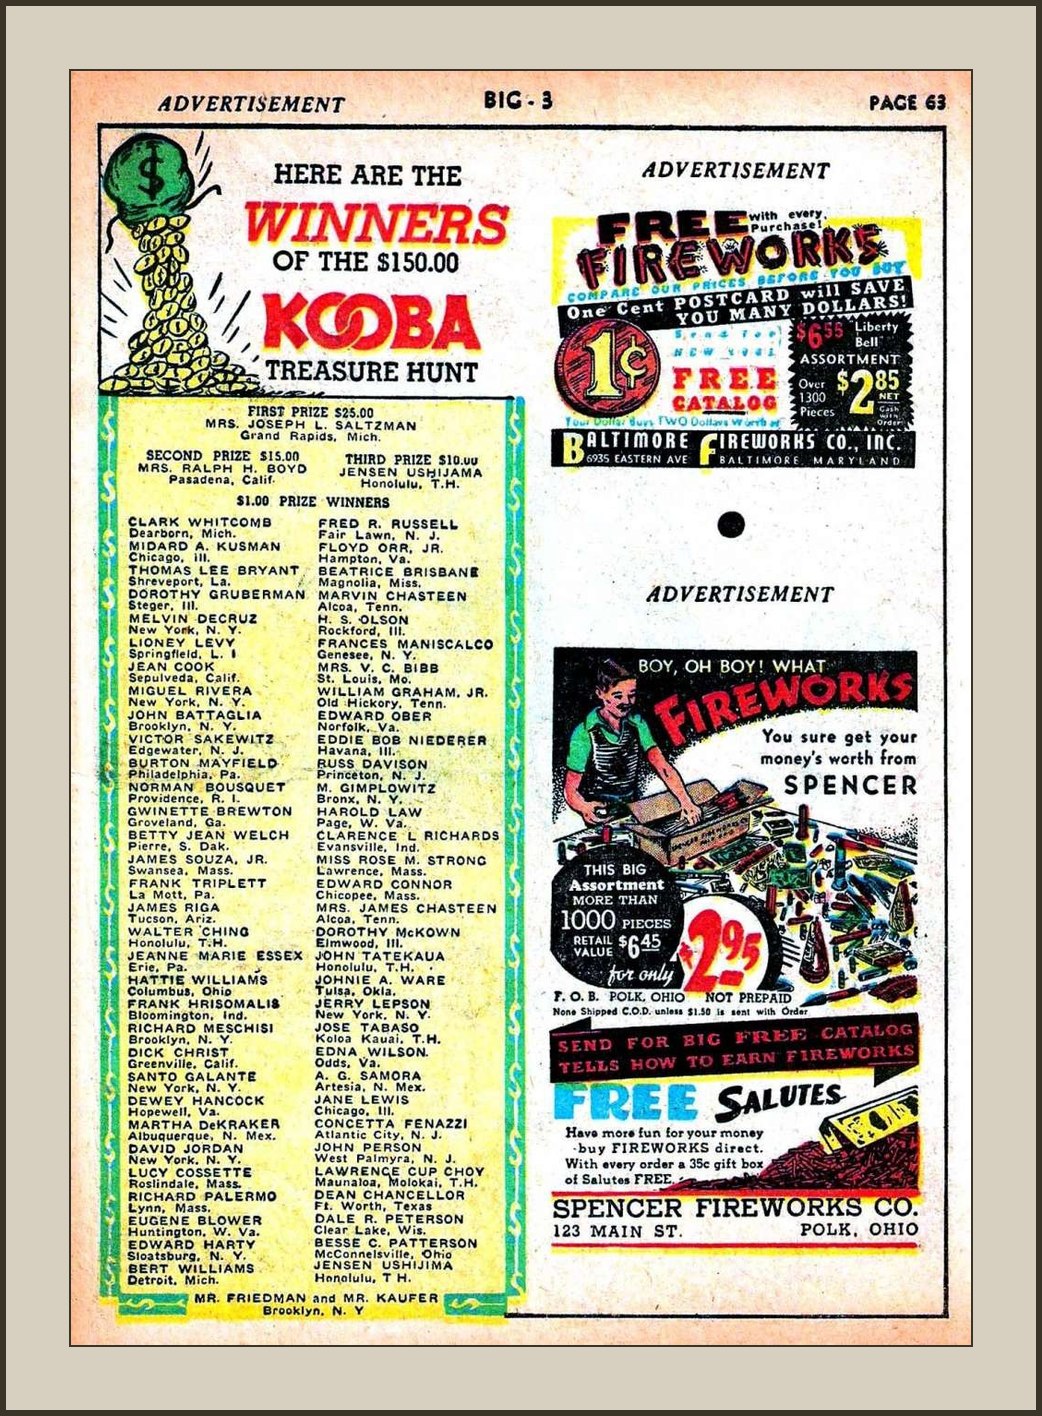 ADVERTISEMENT
BIG - 3
PAGE 63
HERE ARE THE
WINNERS
OF THE $150.00
KOOBA
TREASURE HUNT
FIRST PRIZE $25.00
MRS. JOSEPH L. SALTZMAN
Grand Rapids, Mich.
SECOND PRIZE $15.00
MRS. RALPH H. BOYD
Pasadena, Calif.
THIRD PRIZE $10.00
JENSEN USHIJAMA
Honolulu, T.H.
$1.00 PRIZE WINNERS
CLARK WHITCOMB
Dearborn, Mich.
MIDARD A. KUSMAN
Chicago, Ill.
THOMAS LEE BRYANT
Shreveport, La.
DOROTHY GRUBERMAN
Steger, Ill.
MELVIN DECRUZ
New York, N. Y.
LIONEY LEVY
Springfield, L. I
JEAN COOK
Sepulveda, Calif.
MIGUEL RIVERA
New York, N. Y.
JOHN BATTAGLIA
Brooklyn, N. Y.
VICTOR SAKEWITZ
Edgewater, N. J.
BURTON MAYFIELD
Philadelphia, Pa.
NORMAN BOUSQUET
Providence, R. I.
GWINETTE BREWTON
Groveland, Ga.
BETTY JEAN WELCH
Pierre, S. Dak.
JAMES SOUZA, JR.
Swansea, Mass.
FRANK TRIPLETT
La Mott, Pa.
JAMES RIGA
Tucson, Ariz.
WALTER CHING
Honolulu, T.H.
JEANNE MARIE ESSEX
Erie, Pa.
HATTIE WILLIAMS
Columbus, Ohio
FRANK HRISOMALIS
Bloomington, Ind.
RICHARD MESCHISI
Brooklyn, N. Y.
DICK CHRIST
Greenville, Calif.
SANTO GALANTE
New York, N. Y.
DEWEY HANCOCK
Hopewell, Va.
MARTHA DeKRAKER
Albuquerque, N. Mex.
DAVID JORDAN
New York, N. Y.
LUCY COSSETTE
Roslindale, Mass.
RICHARD PALERMO
Lynn, Mass.
EUGENE BLOWER
Huntington, W. Va.
EDWARD HARTY
Sloatsburg, N. Y.
BERT WILLIAMS
Detroit, Mich.
FRED R. RUSSELL
Fair Lawn, N. J.
FLOYD ORR, JR.
Hampton, Va.
BEATRICE BRISBANE
Magnolia, Miss.
MARVIN CHASTEEN
Alcoa, Tenn.
H. S. OLSON
Rockford, Ill.
FRANCES MANISCALCO
Genesee, N. Y.
MRS. V. C. BIBB
St. Louis, Mo.
WILLIAM GRAHAM, JR.
Old Hickory, Tenn.
EDWARD OBER
Norfolk, Va.
EDDIE BOB NIEDERER
Havana, Ill.
RUSS DAVISON
Princeton, N. J.
M. GIMPLOWITZ
Bronx, N. Y.
HAROLD LAW
Page, W. Va.
CLARENCE L RICHARDS
Evansville, Ind.
MISS ROSE M. STRONG
Lawrence, Mass.
EDWARD CONNOR
Chicopee, Mass.
MRS. JAMES CHASTEEN
Alcoa, Tenn.
DOROTHY McKOWN
Elmwood, Ill.
JOHN TATEKAUA
Honolulu, T.H.
JOHNIE A. WARE
Tulsa, Okla.
JERRY LEPSON
New York, N. Y.
JOSE TABASO
Koloa Kauai, T.H.
EDNA WILSON.
Odds, Va.
A. G. SAMORA
Artesia, N. Mex.
JANE LEWIS
Chicago, Ill.
CONCETTA FENAZZI
Atlantic City, N. J.
JOHN PERSON
West Palmyra, N. J.
LAWRENCE CUP CHOY
Maunaloa, Molokai, T.H.
DEAN CHANCELLOR
Ft. Worth, Texas
DALE R. PETERSON
Clear Lake, Wis.
BESSE C. PATTERSON
McConnelsville, Ohio
JENSEN USHIJIMA
Honolulu, T H.
MR. FRIEDMAN and MR. KAUFER
Brooklyn, N. Y
ADVERTISEMENT
FREE with every Purchase!
FIREWORKS
COMPARE OUR PRICES BEFORE YOU BUY
One Cent POSTCARD will SAVE
YOU MANY DOLLARS!
1¢
Send for
NEW 1941
FREE
CATALOG
Your Dollar Buys TWO Dollars Worth
$6.55 Liberty Bell
ASSORTMENT
Over 1300 Pieces
$2.85 NET
Cash with Order
BALTIMORE FIREWORKS CO., INC.
6935 EASTERN AVE BALTIMORE, MARYLAND
ADVERTISEMENT
BOY, OH BOY! WHAT
FIREWORKS
You sure get your
money's worth from
SPENCER
THIS BIG
Assortment
MORE THAN
1000 PIECES
RETAIL VALUE $6.45
for only $2.95
F. O. B. POLK, OHIO NOT PREPAID
None Shipped C.O.D. unless $1.50 is sent with Order
SEND FOR BIG FREE CATALOG
TELLS HOW TO EARN FIREWORKS
FREE SALUTES
Have more fun for your money
-buy FIREWORKS direct.
With every order a 35c gift box
of Salutes FREE.
SPENCER FIREWORKS CO.
123 MAIN ST. POLK, OHIO